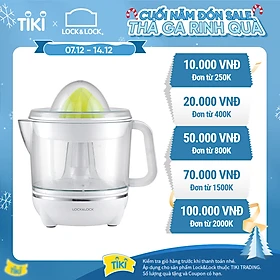 TiKi
LOCK&LOCK
CUỐI NĂM ĐÓN SALE
THẢ GA RINH QUÀ
07.12 - 14.12
10.000 VNĐ
Đơn từ 250K
20.000 VNĐ
Đơn từ 400K
50.000 VNĐ
Đơn từ 800K
70.000 VNĐ
Đơn từ 1500K
100.000 VNĐ
Đơn từ 2000K
LOCK&LOCK
TiKi
Kiểm tra giỏ hàng trước khi thanh toán nhé.
Áp dụng cho sản phẩm Lock&Lock thuộc TIKI TRADING.
Số lượng quà tặng và Coupon có hạn.